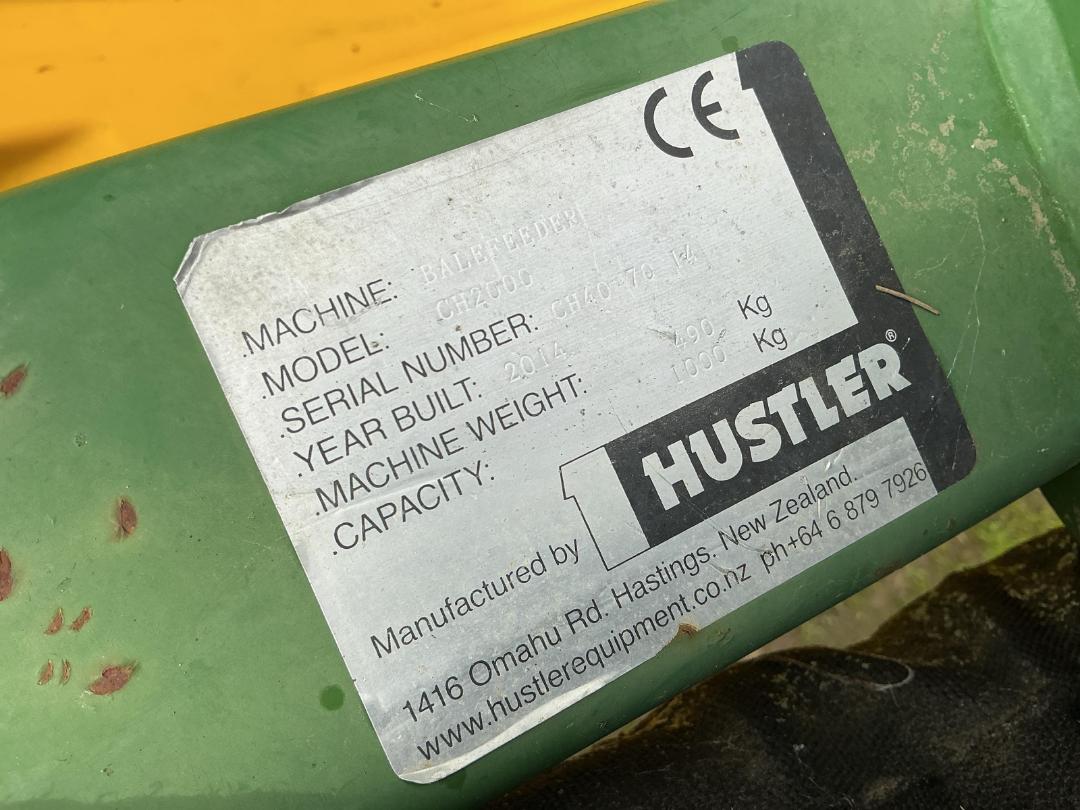 CE
.MACHINE: BALEFEEDER
.MODEL: CH2000
.SERIAL NUMBER: CH40 70 14
.YEAR BUILT: 2014
.MACHINE WEIGHT: 490 Kg
.CAPACITY: 1000 Kg
Manufactured by HUSTLER®
1416 Omahu Rd. Hastings. New Zealand.
www.hustlerequipment.co.nz ph+64 6 879 7926